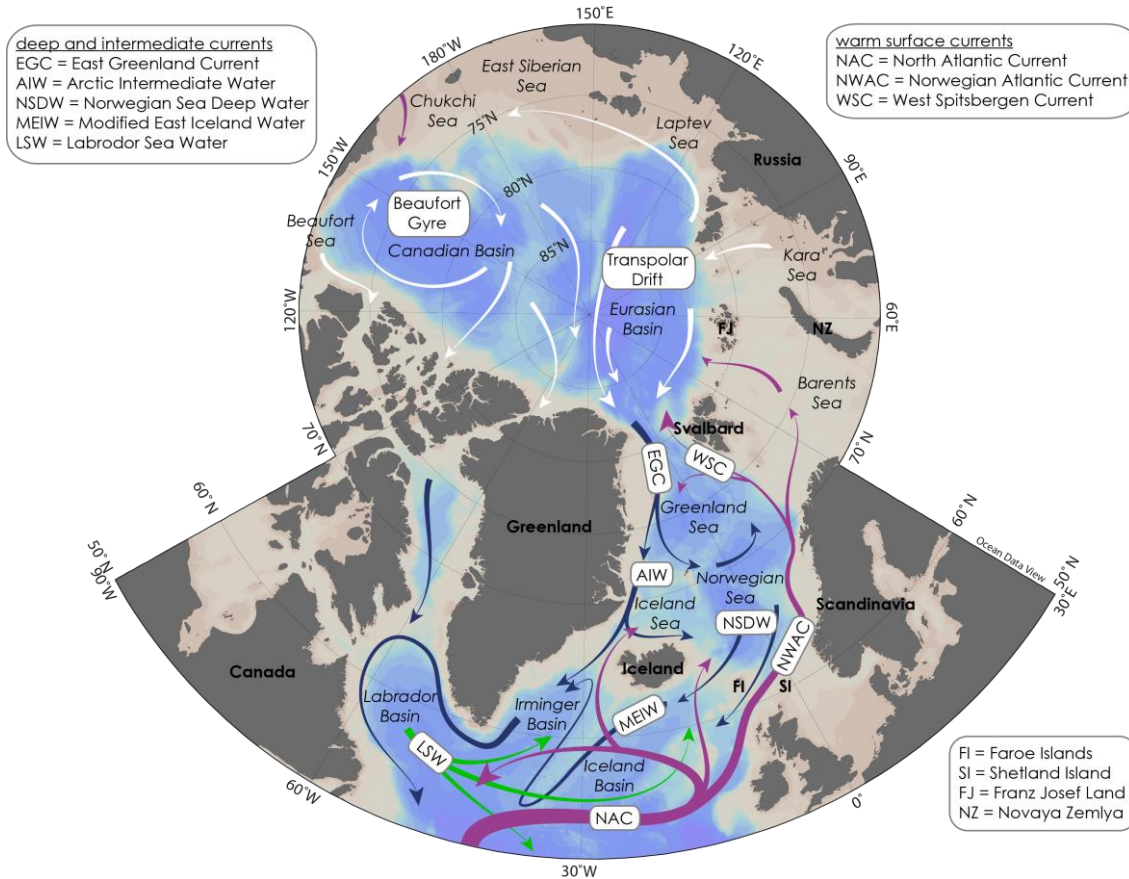 deep and intermediate currents
EGC = East Greenland Current
AIW = Arctic Intermediate Water
NSDW = Norwegian Sea Deep Water
MEIW = Modified East Iceland Water
LSW = Labrodor Sea Water
warm surface currents
NAC = North Atlantic Current
NWAC = Norwegian Atlantic Current
WSC = West Spitsbergen Current
150˚E
180˚W
120˚E
East Siberian
Sea
Chukchi
Sea
75˚N
Laptev
Sea
Russia
150˚W
90˚E
80˚N
Beaufort
Gyre
Beaufort
Sea
Canadian Basin
85˚N
Transpolar
Drift
Kara
Sea
120˚W
Eurasian
Basin
FJ
NZ
60˚E
Barents
Sea
Svalbard
70˚N
70˚N
EGC
WSC
60˚N
60˚N
Greenland
Sea
Greenland
50˚N
90˚W
Ocean Data View
50˚N
30˚E
AIW
Norwegian
Sea
Iceland
Sea
NSDW
Scandinavia
NWAC
Canada
Iceland
FI
SI
Labrador
Basin
Irminger
Basin
MEIW
LSW
Iceland
Basin
60˚W
NAC
0˚
30˚W
FI = Faroe Islands
SI = Shetland Island
FJ = Franz Josef Land
NZ = Novaya Zemlya